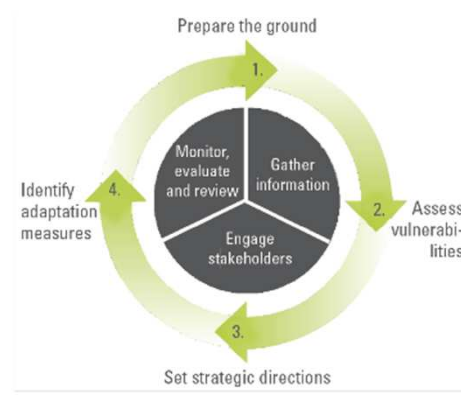 Prepare the ground
1.
Monitor,
evaluate
and review
Gather
information
Identify
adaptation
measures
4.
2.
Assess
vulnerabi-
lities
Engage
stakeholders
3.
Set strategic directions